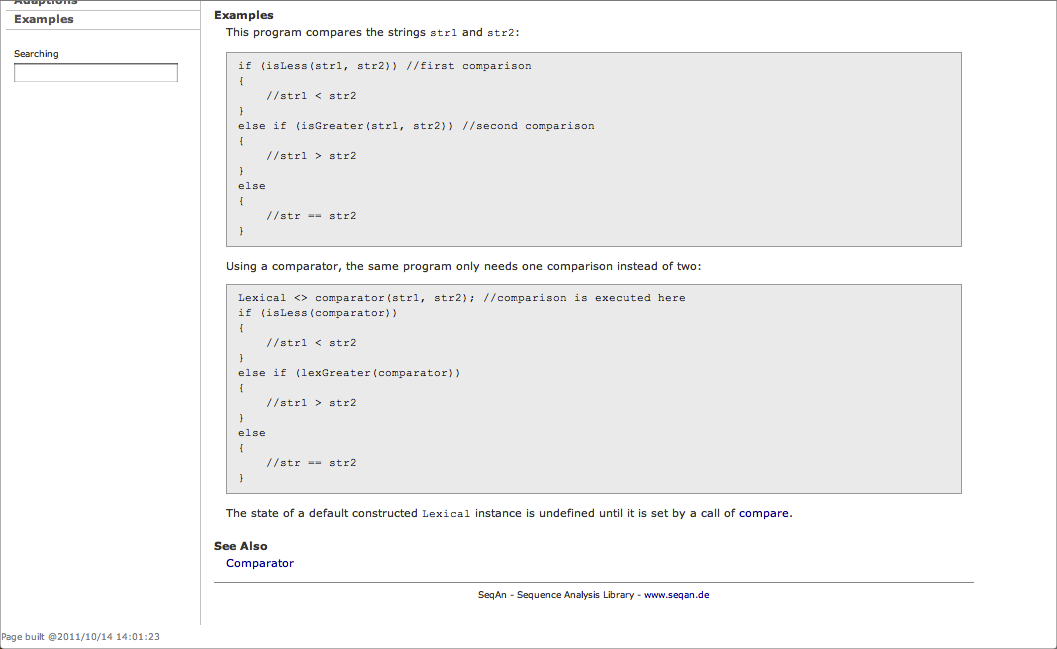 Adaptions
Examples
Searching
Examples
This program compares the strings str1 and str2:
if (isLess(str1, str2)) //first comparison
{
//str1 < str2
}
else if (isGreater(str1, str2)) //second comparison
{
//str1 > str2
}
else
{
//str == str2
}
Using a comparator, the same program only needs one comparison instead of two:
Lexical <> comparator(str1, str2); //comparison is executed here
if (isLess(comparator))
{
//str1 < str2
}
else if (lexGreater(comparator))
{
//str1 > str2
}
else
{
//str == str2
}
The state of a default constructed Lexical instance is undefined until it is set by a call of compare.
See Also
Comparator
SeqAn - Sequence Analysis Library - www.seqan.de
Page built @2011/10/14 14:01:23